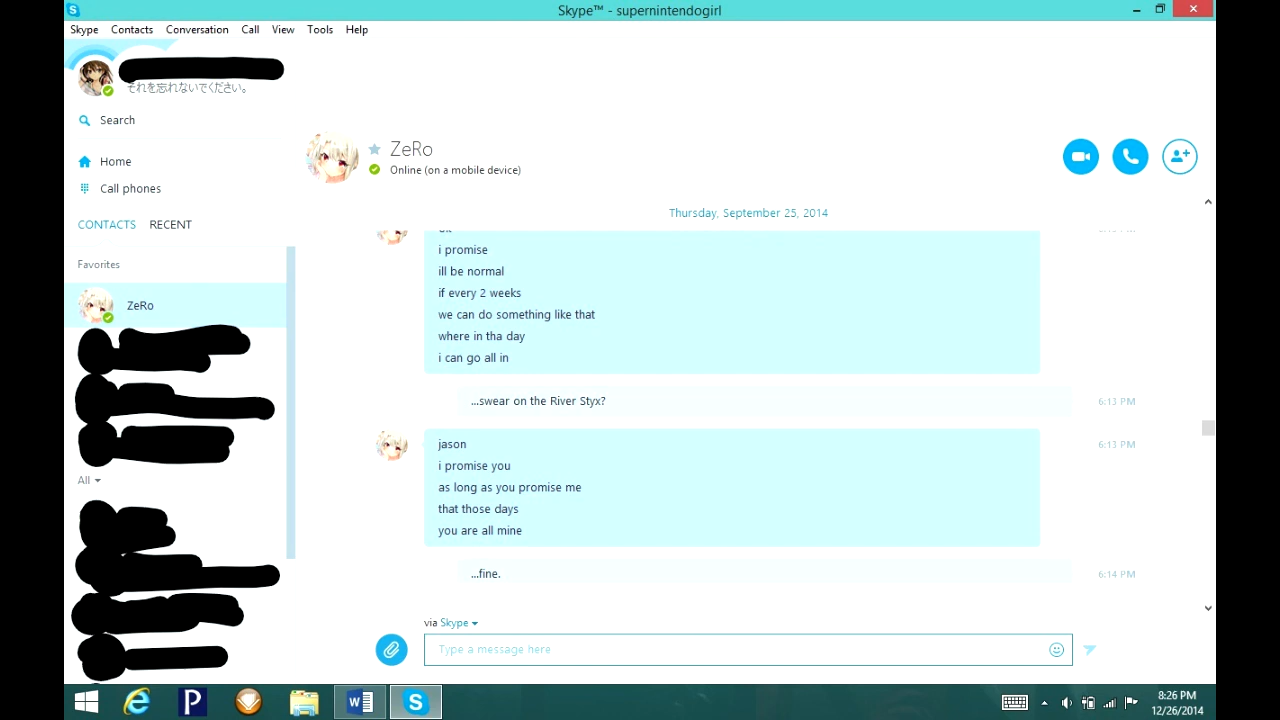 Skype™ - supernintendogirl
Skype Contacts Conversation Call View Tools Help
それを忘れないでください。
Search
Home
Call phones
CONTACTS RECENT
Favorites
ZeRo
All
ZeRo
Online (on a mobile device)
Thursday, September 25, 2014
i promise
ill be normal
if every 2 weeks
we can do something like that
where in tha day
i can go all in
...swear on the River Styx?
6:13 PM
jason
6:13 PM
i promise you
as long as you promise me
that those days
you are all mine
...fine.
6:14 PM
via Skype
Type a message here
8:26 PM
12/26/2014